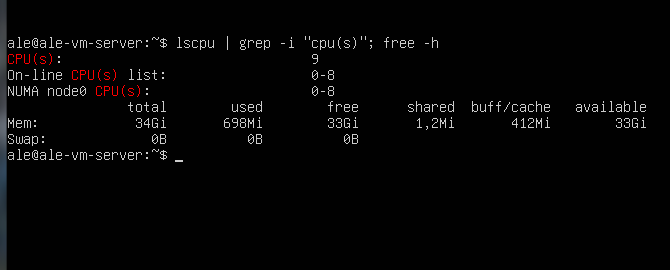 ale@ale-vm-server:~$ lscpu | grep -i "cpu(s)"; free -h
CPU(s): 9
On-line CPU(s) list: 0-8
NUMA node0 CPU(s): 0-8
total used free shared buff/cache available
Mem: 34Gi 698Mi 33Gi 1,2Mi 412Mi 33Gi
Swap: 0B 0B 0B
ale@ale-vm-server:~$ _